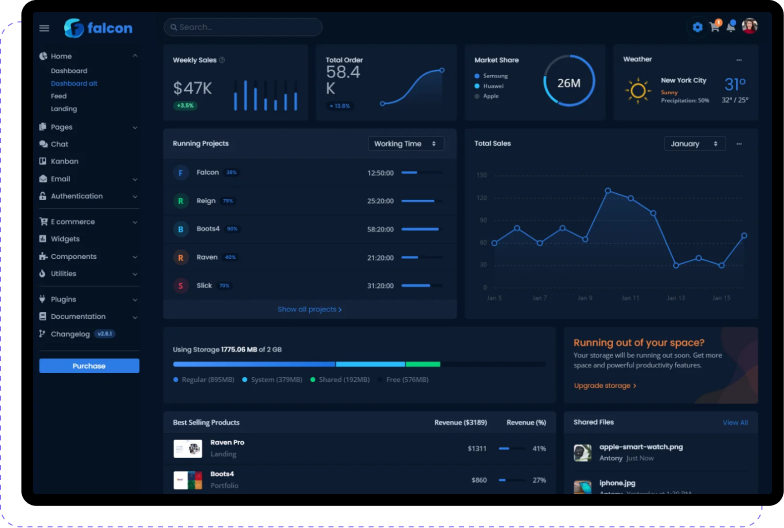 falcon
Search...
Home
Dashboard
Dashboard alt
Feed
Landing
Pages
Chat
Kanban
Email
Authentication
E commerce
Widgets
Components
Utilities
Plugins
Documentation
Changelog v2.8.1
Purchase
Weekly Sales
$47K
+3.5%
Total Order
58.4
K
+ 13.6%
Market Share
Samsung
Huawei
Apple
26M
Weather
New York City
Sunny
Precipitation: 50%
31°
32° / 25°
Running Projects
Working Time
F Falcon 38% 12:50:00
R Reign 79% 25:20:00
B Boots4 90% 58:20:00
R Raven 40% 21:20:00
S Slick 70% 31:20:00
Show all projects
Total Sales
January
150
120
90
60
30
0
Jan 5 Jan 7 Jan 9 Jan 11 Jan 13 Jan 15
Using Storage 1775.06 MB of 2 GB
Regular (895MB) System (379MB) Shared (192MB) Free (576MB)
Running out of your space?
Your storage will be running out soon. Get more
space and powerful productivity features.
Upgrade storage
Best Selling Products Revenue ($3189) Revenue (%)
Raven Pro
Landing
$1311 41%
Boots4
Portfolio
$860 27%
Shared Files
View All
apple-smart-watch.png
Antony Just Now
iphone.jpg
Antony Yesterday at 1:30 PM